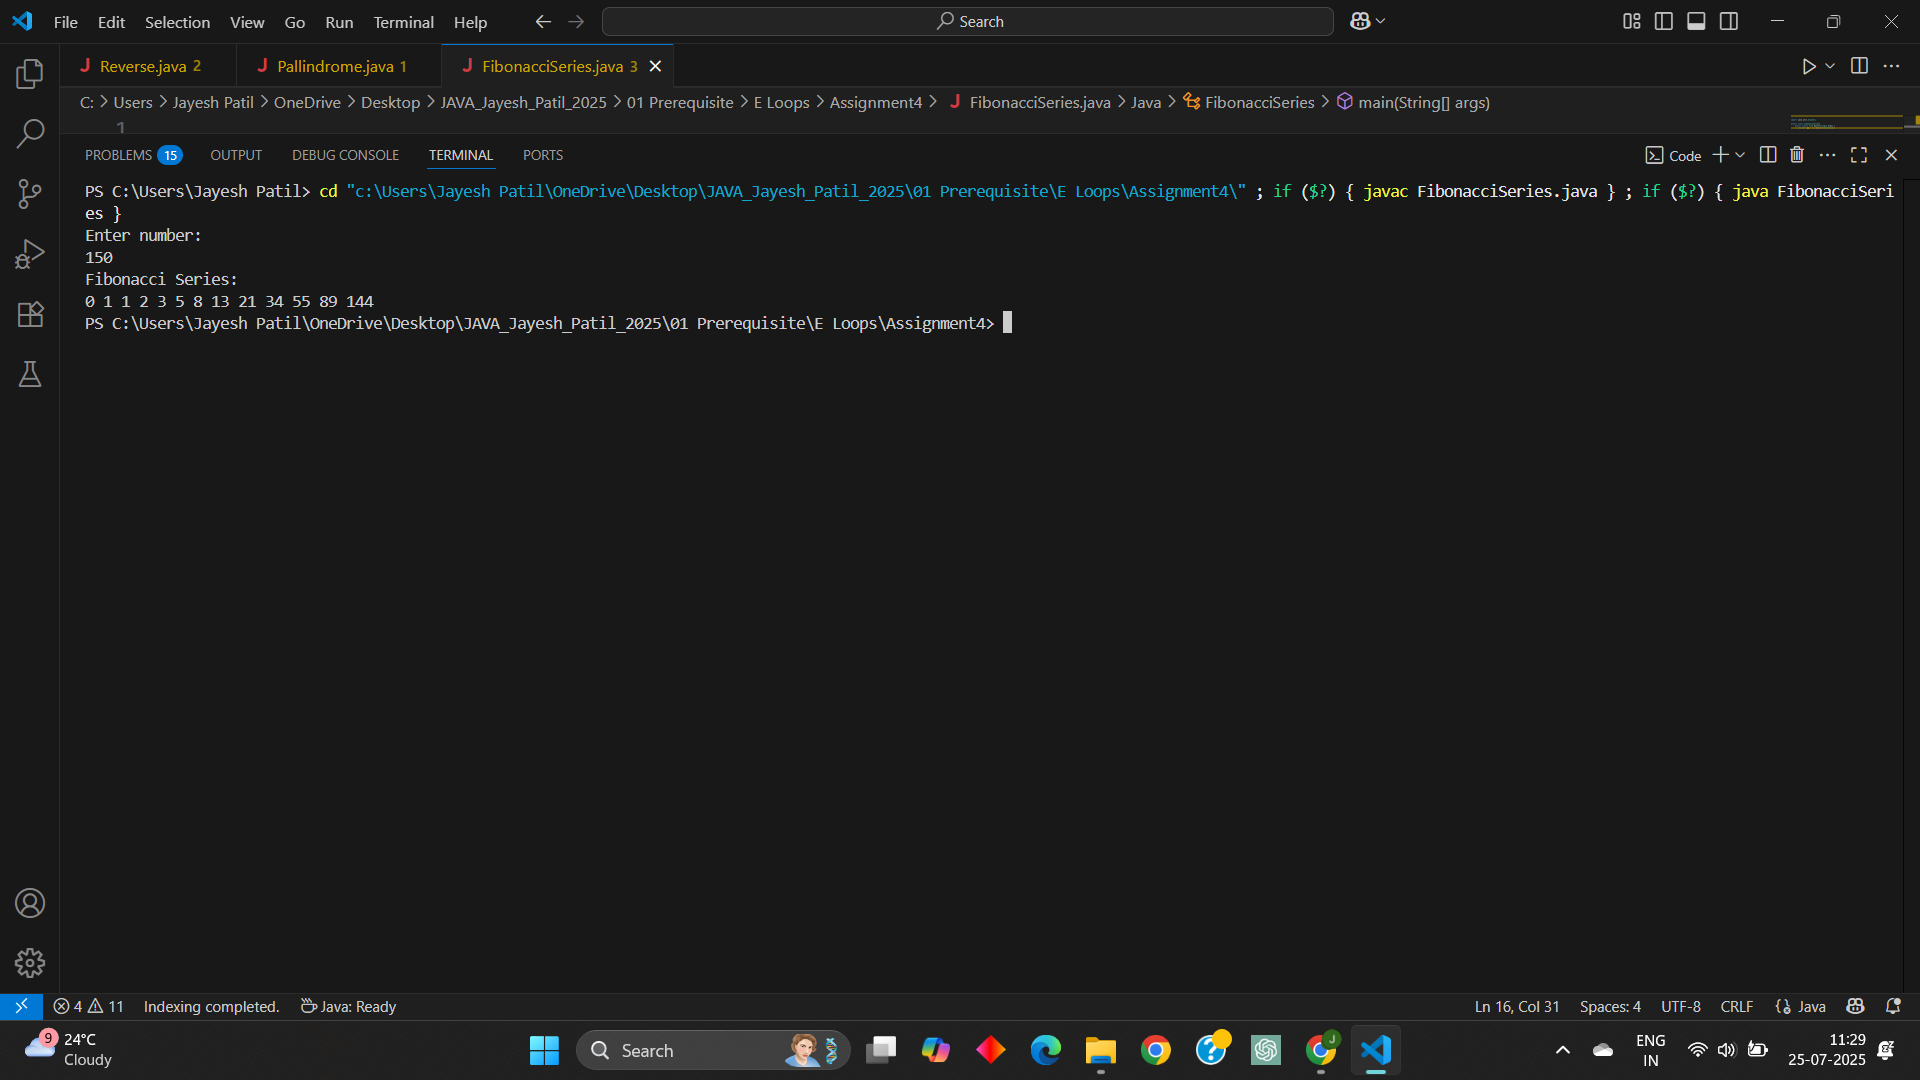 File Edit Selection View Go Run Terminal Help Search
Reverse.java 2 Pallindrome.java 1 FibonacciSeries.java 3
C: > Users > Jayesh Patil > OneDrive > Desktop > JAVA_Jayesh_Patil_2025 > 01 Prerequisite > E Loops > Assignment4 > FibonacciSeries.java > Java > FibonacciSeries > main(String[] args)
1
PROBLEMS 15 OUTPUT DEBUG CONSOLE TERMINAL PORTS Code
PS C:\Users\Jayesh Patil> cd "c:\Users\Jayesh Patil\OneDrive\Desktop\JAVA_Jayesh_Patil_2025\01 Prerequisite\E Loops\Assignment4\" ; if ($?) { javac FibonacciSeries.java } ; if ($?) { java FibonacciSeri
es }
Enter number:
150
Fibonacci Series:
0 1 1 2 3 5 8 13 21 34 55 89 144
PS C:\Users\Jayesh Patil\OneDrive\Desktop\JAVA_Jayesh_Patil_2025\01 Prerequisite\E Loops\Assignment4>
4 11 Indexing completed. Java: Ready Ln 16, Col 31 Spaces: 4 UTF-8 CRLF Java
9 24°C
Cloudy
Search
J
ENG
IN
11:29
25-07-2025